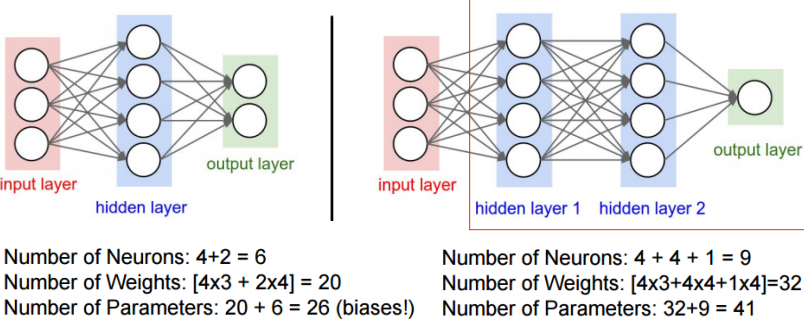 input layer
hidden layer
output layer
Number of Neurons: 4+2 = 6
Number of Weights: [4x3 + 2x4] = 20
Number of Parameters: 20 + 6 = 26 (biases!)
input layer
hidden layer 1
hidden layer 2
output layer
Number of Neurons: 4 + 4 + 1 = 9
Number of Weights: [4x3+4x4+1x4]=32
Number of Parameters: 32+9 = 41